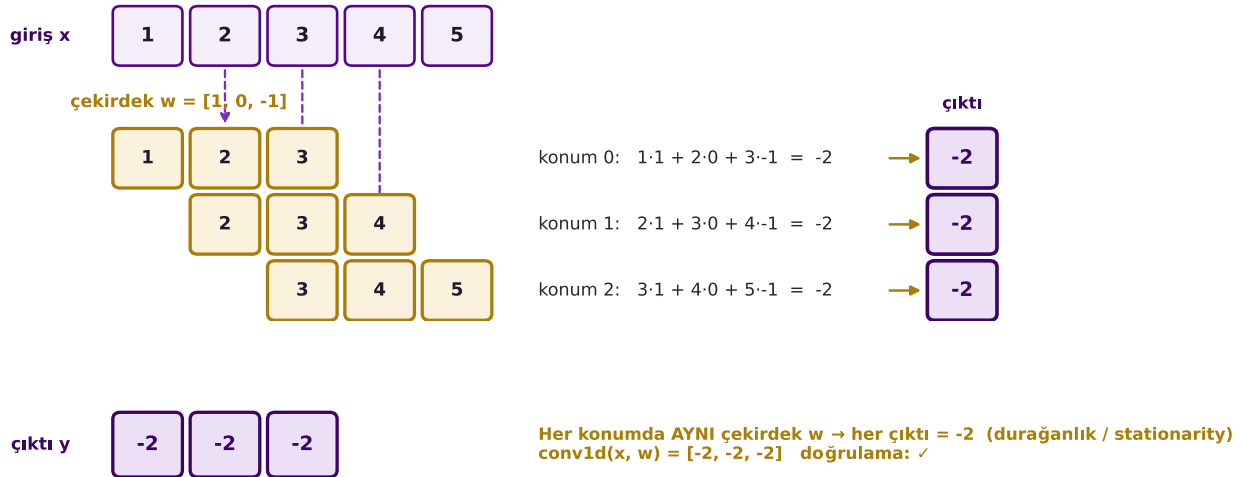 giriş x 1 2 3 4 5
çekirdek w = [1, 0, -1]
çıktı
1 2 3 konum 0: 1·1 + 2·0 + 3·-1 = -2 → -2
2 3 4 konum 1: 2·1 + 3·0 + 4·-1 = -2 → -2
3 4 5 konum 2: 3·1 + 4·0 + 5·-1 = -2 → -2
çıktı y -2 -2 -2
Her konumda AYNI çekirdek w → her çıktı = -2 (durağanlık / stationarity)
conv1d(x, w) = [-2, -2, -2] doğrulama: ✓